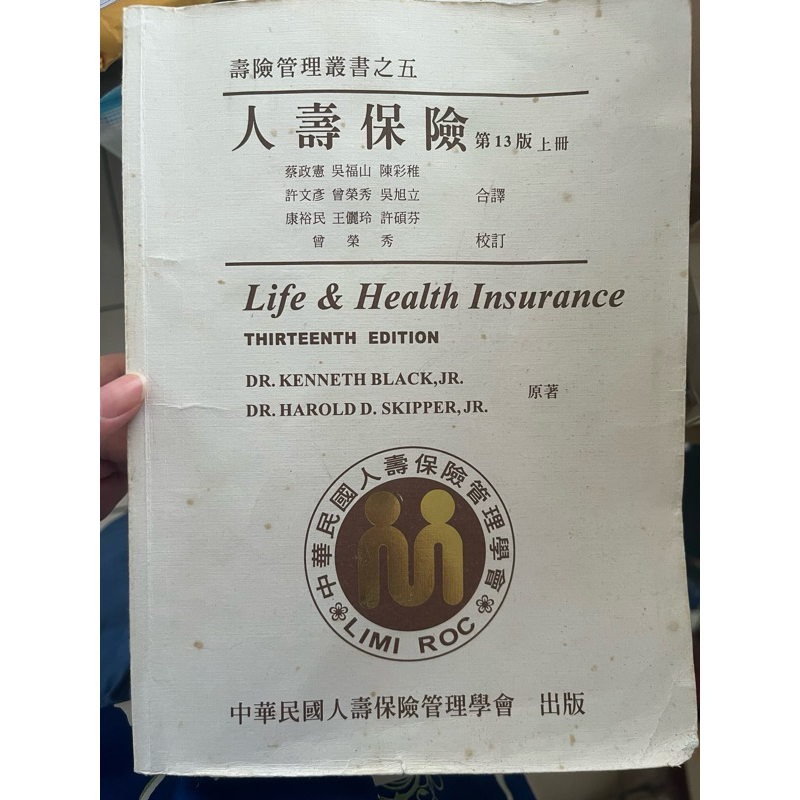 壽險管理叢書之五
人壽保險 第13版 上冊
蔡政憲 吳福山 陳彩稚
許文彥 曾榮秀 吳旭立 合譯
康裕民 王儷玲 許碩芬
曾榮秀 校訂
Life & Health Insurance
THIRTEENTH EDITION
DR. KENNETH BLACK, JR.
DR. HAROLD D. SKIPPER, JR. 原著
中華民國人壽保險管理學會
LIMI ROC
中華民國人壽保險管理學會 出版